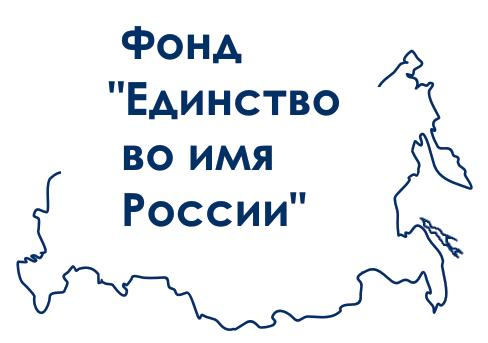 Фонд
"Единство
во имя
России"